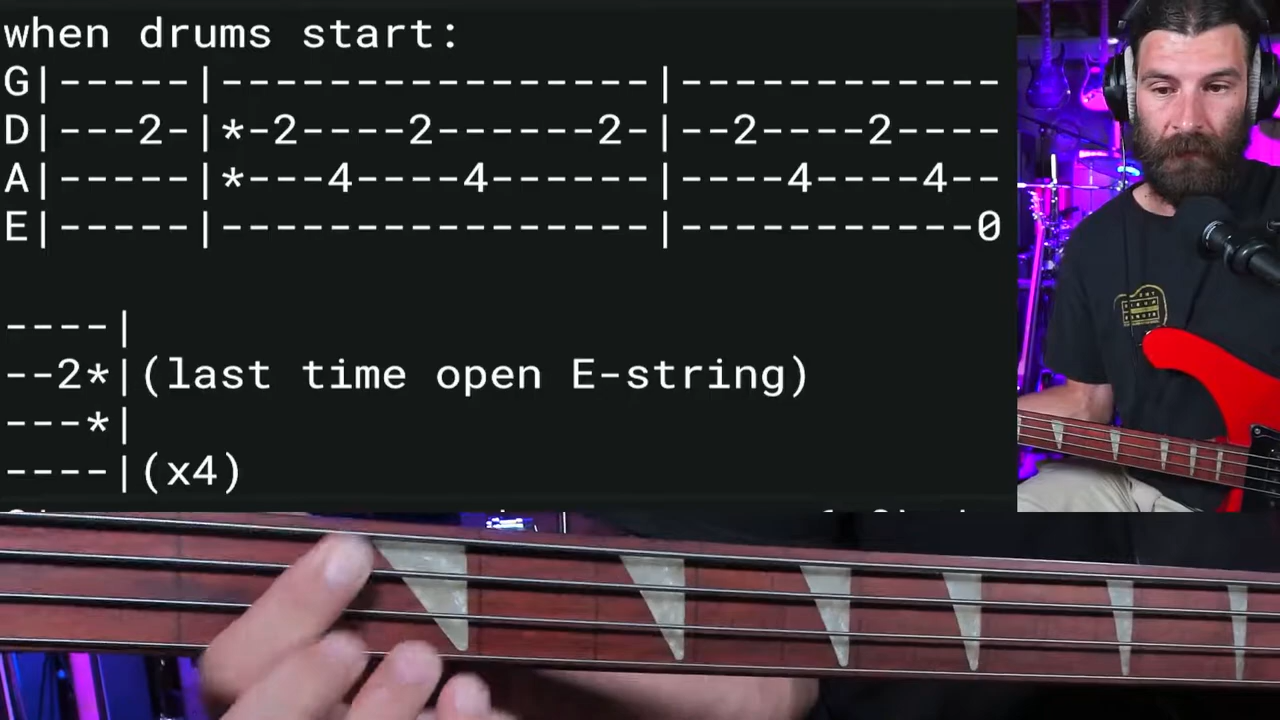 when drums start:
G|-----|----------------|------------
D|---2-|*-2----2------2-|--2----2----
A|-----|*---4----4------|----4----4--
E|-----|----------------|-----------0
----|
--2*|(last time open E-string)
---*|
----|(x4)